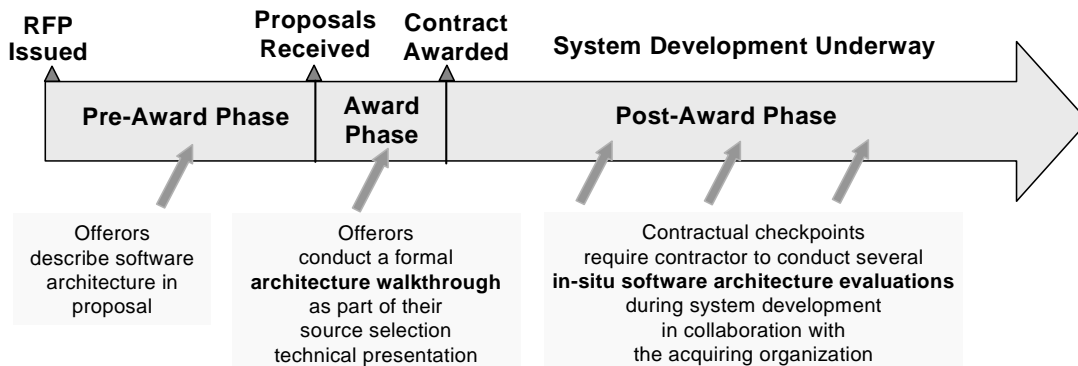 RFP
Issued
Proposals
Received
Contract
Awarded
System Development Underway
Pre-Award Phase
Award
Phase
Post-Award Phase
Offerors
describe software
architecture in
proposal
Offerors
conduct a formal
architecture walkthrough
as part of their
source selection
technical presentation
Contractual checkpoints
require contractor to conduct several
in-situ software architecture evaluations
during system development
in collaboration with
the acquiring organization